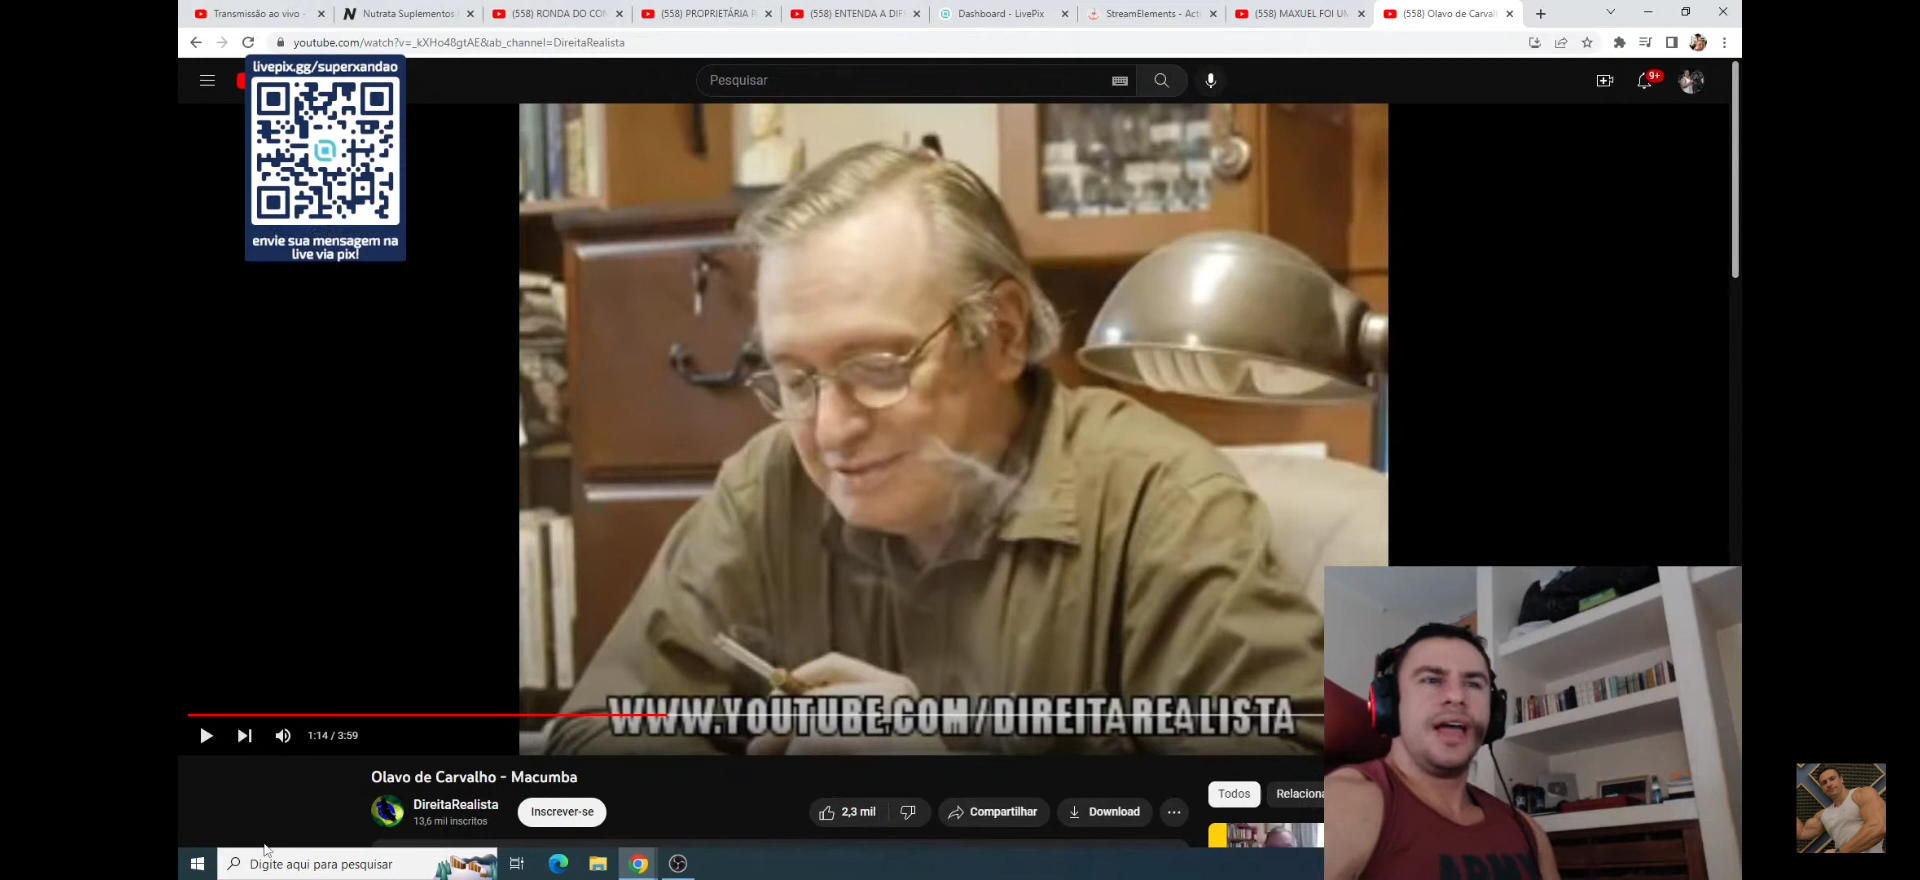 Transmissão ao vivo -
Nutrata Suplementos
(558) RONDA DO CO
(558) PROPRIETÁRIA
(558) ENTENDA A DI
Dashboard - LivePix
StreamElements - Act
(558) MAXUEL FOI U
(558) Olavo de Carval
youtube.com/watch?v=_kXHo48gtAE&ab_channel=DireitaRealista
livepix.gg/superxandao
Pesquisar
9+
envie sua mensagem na
live via pix!
WWW.YOUTUBE.COM/DIREITAREALISTA
1:14 / 3:59
Olavo de Carvalho - Macumba
DireitaRealista
13,6 mil inscritos
Inscrever-se
2,3 mil
Compartilhar
Download
Todos
Relaciona
Digite aqui para pesquisar
ARMY